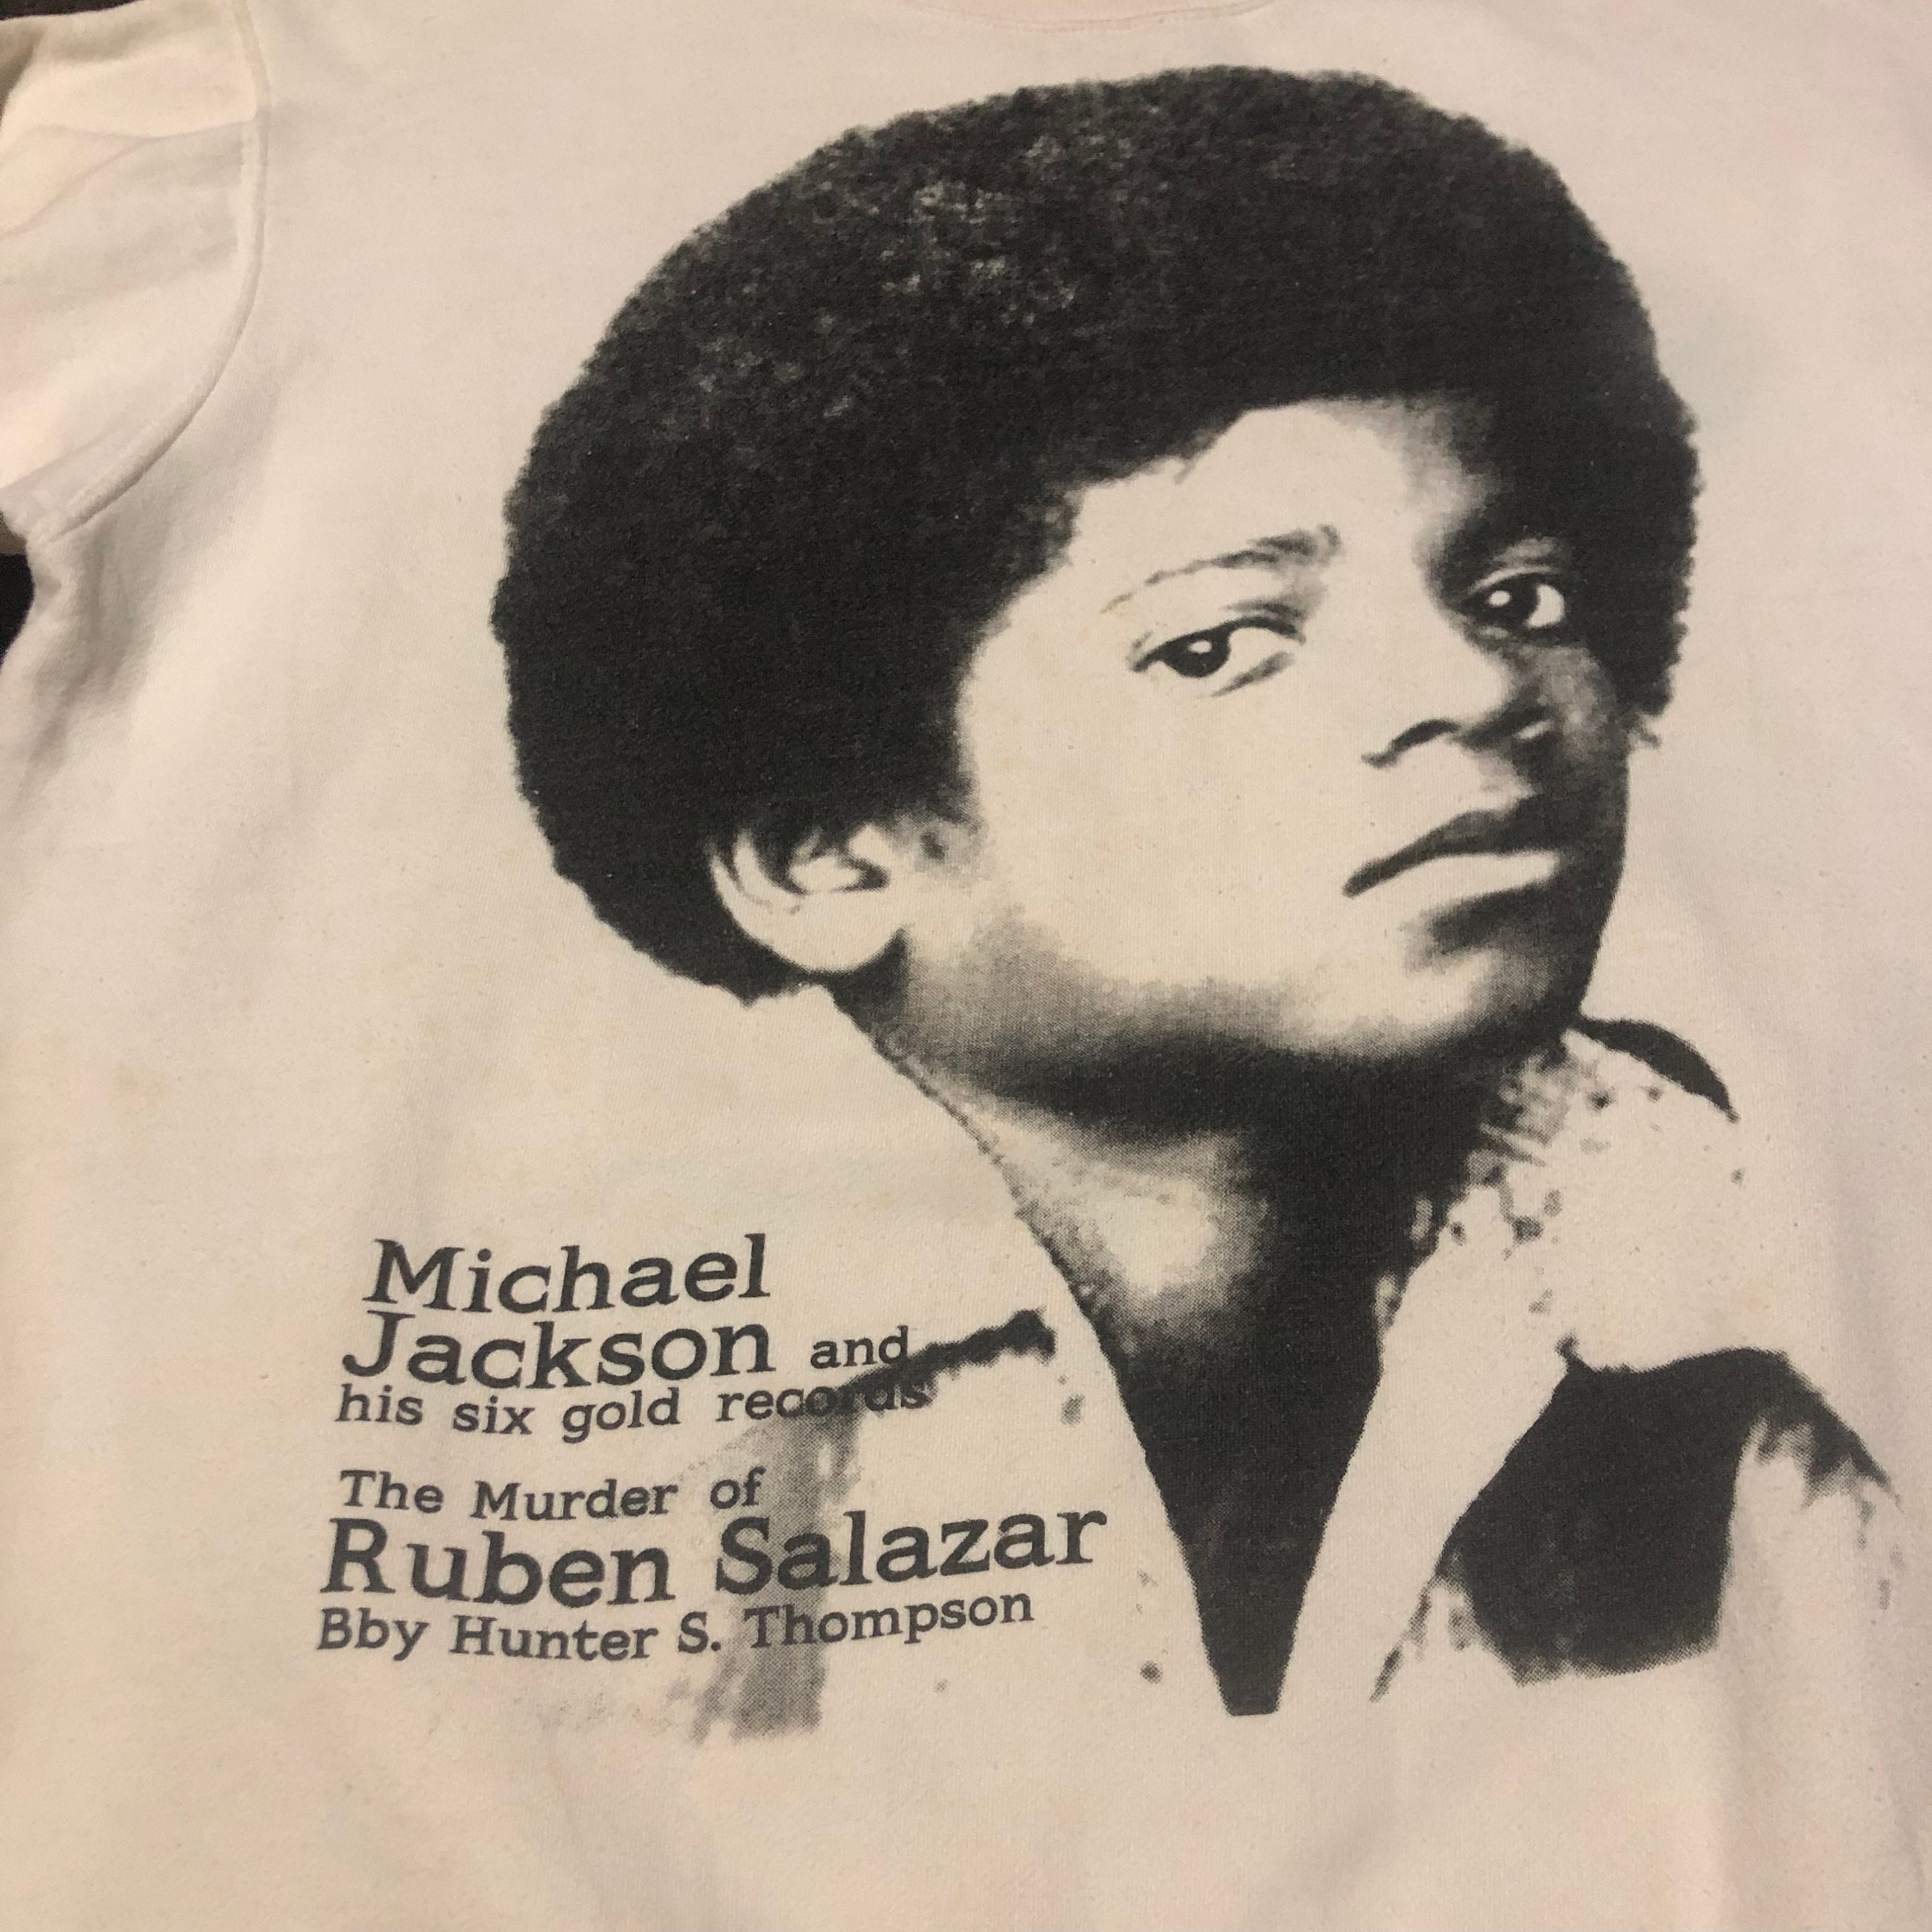 Michael
Jackson and
his six gold records
The Murder of
Ruben Salazar
Bby Hunter S. Thompson